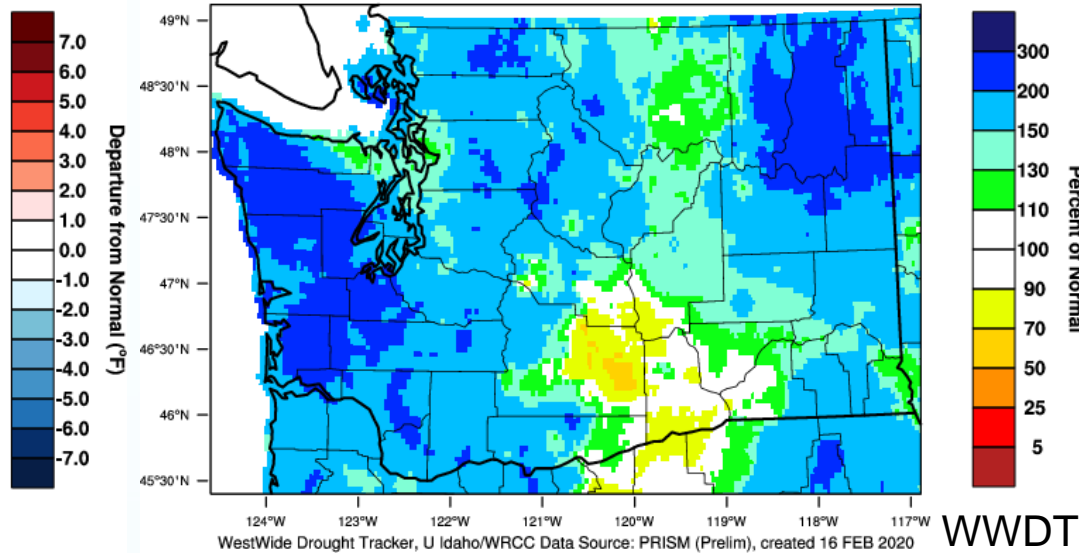 7.0
6.0
5.0
4.0
3.0
2.0
1.0
0.0
-1.0
-2.0
-3.0
-4.0
-5.0
-6.0
-7.0
Departure from Normal (°F)
49°N
48°30'N
48°N
47°30'N
47°N
46°30'N
46°N
45°30'N
124°W 123°W 122°W 121°W 120°W 119°W 118°W 117°W
WestWide Drought Tracker, U Idaho/WRCC Data Source: PRISM (Prelim), created 16 FEB 2020
300
200
150
130
110
100
90
70
50
25
5
Percent of Normal
WWDT